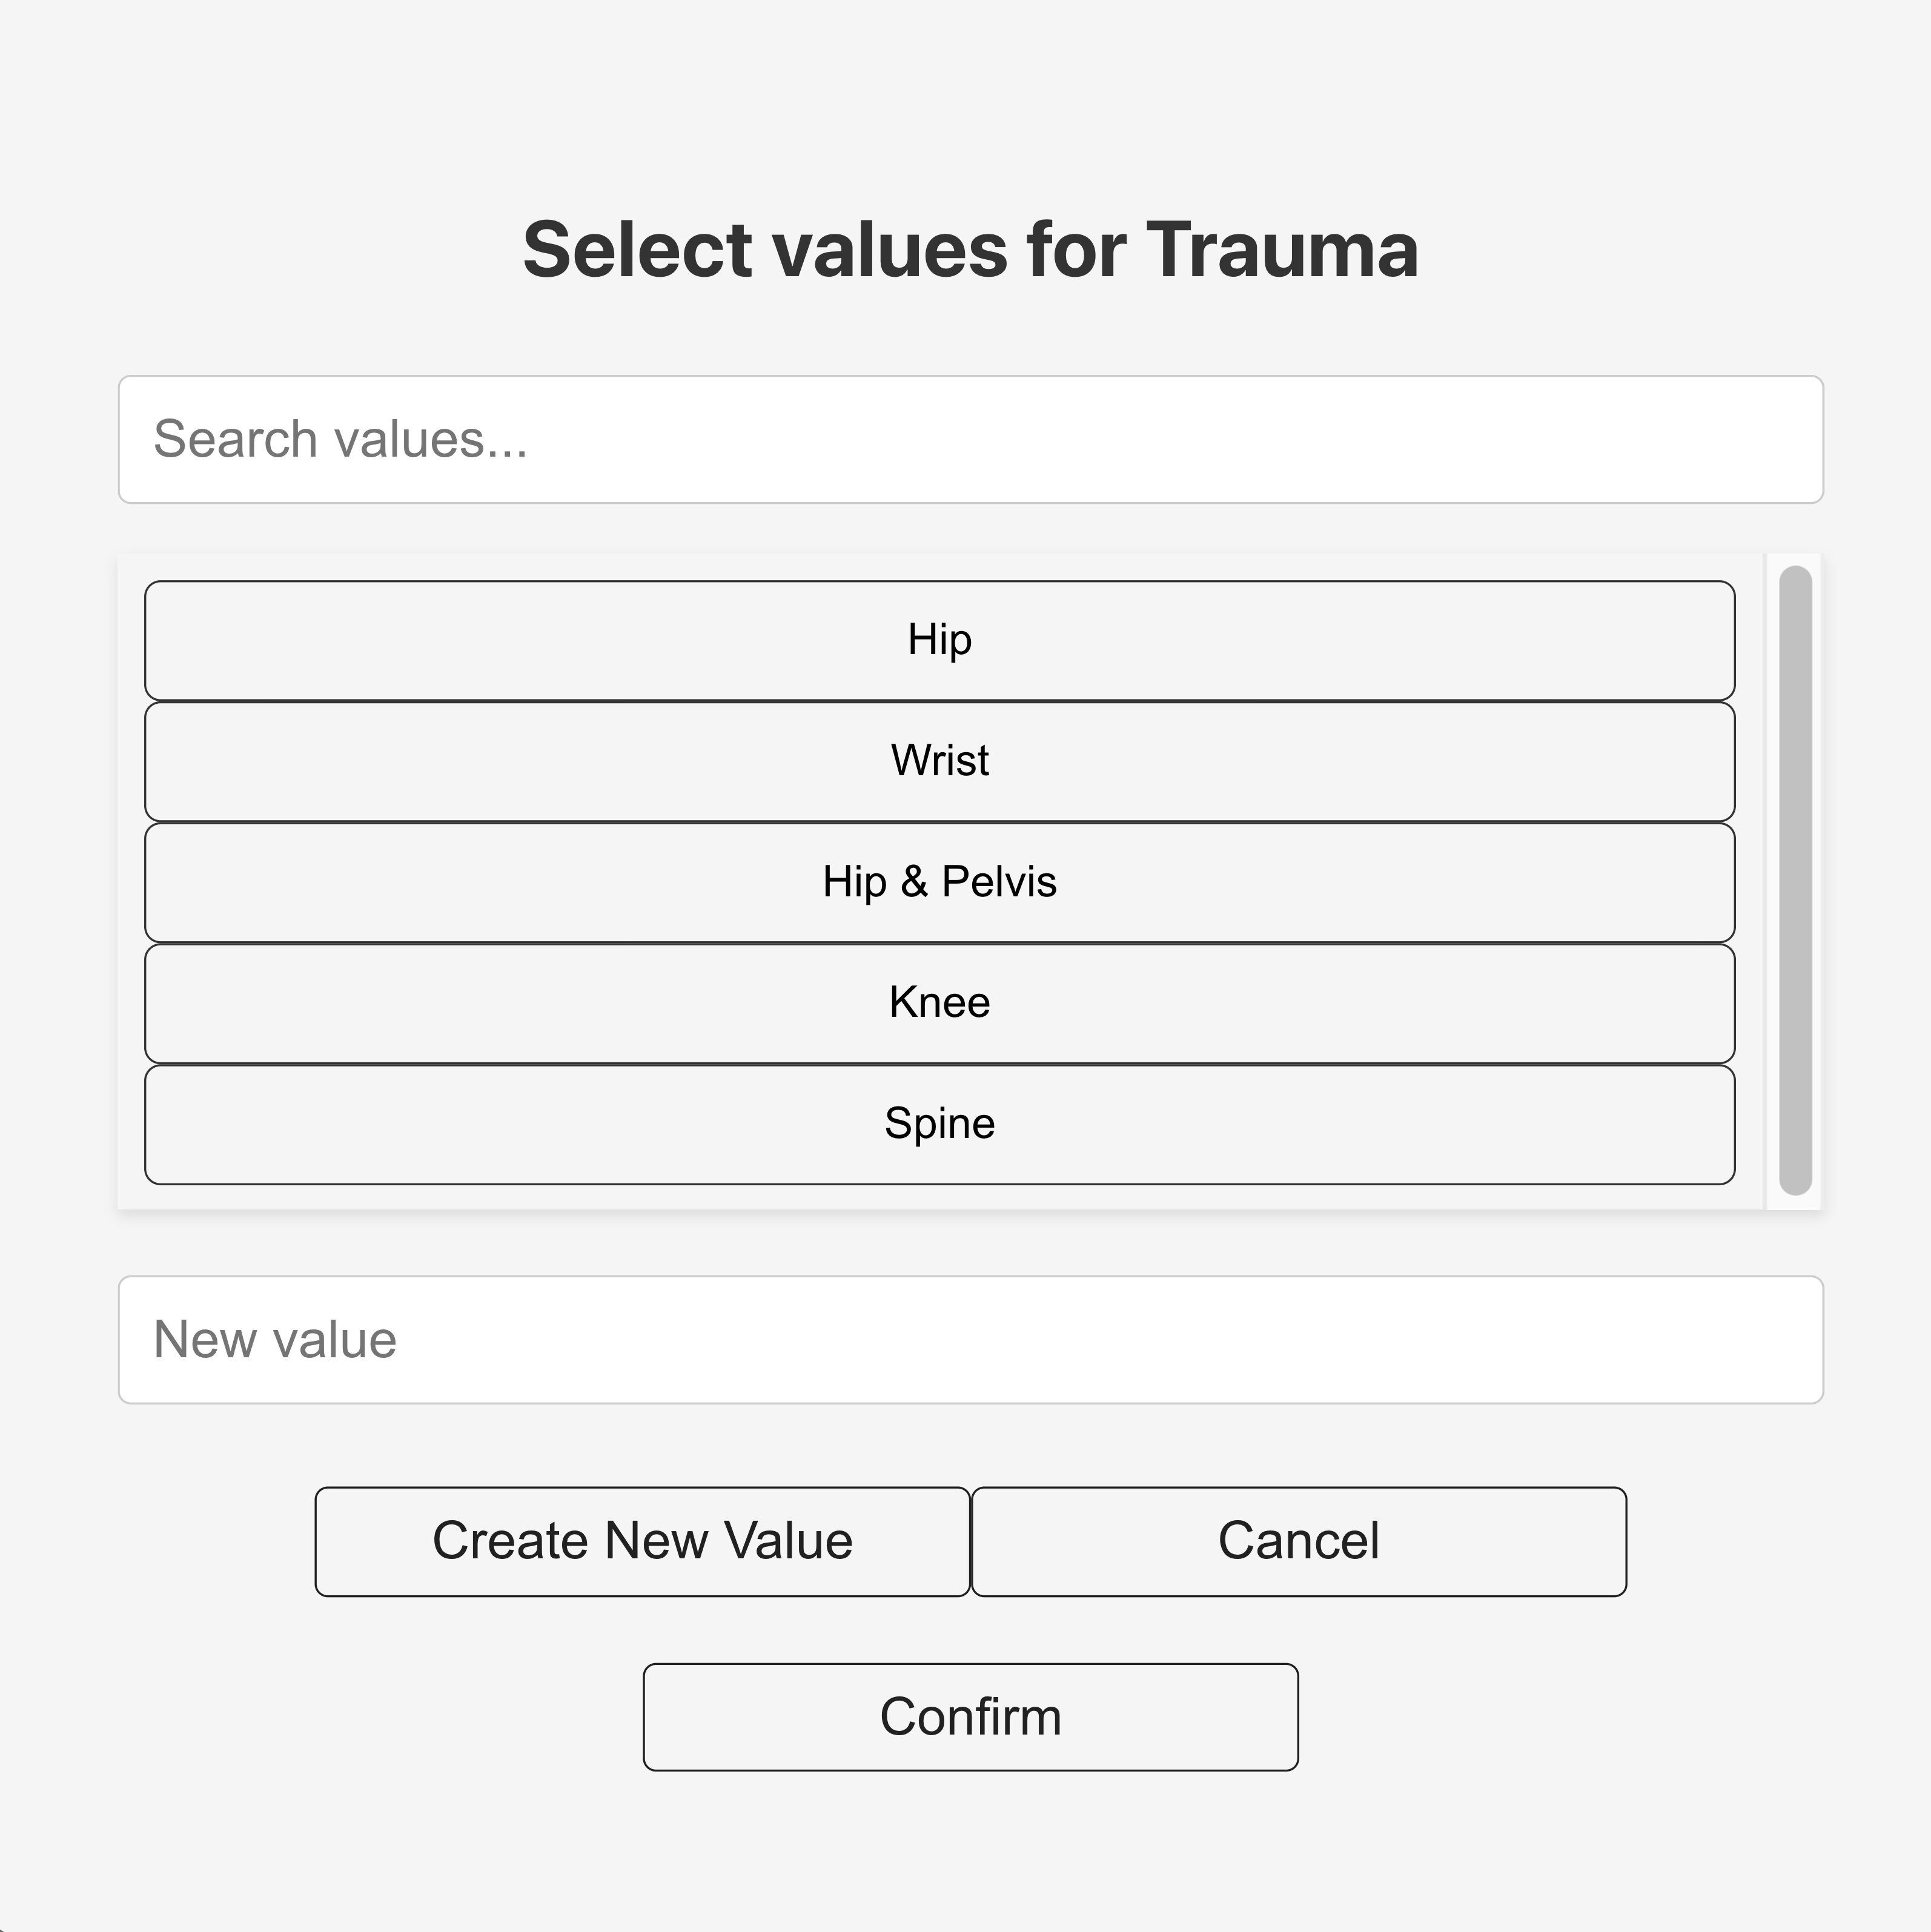 Select values for Trauma
Search values...
Hip
Wrist
Hip & Pelvis
Knee
Spine
New value
Create New Value
Cancel
Confirm